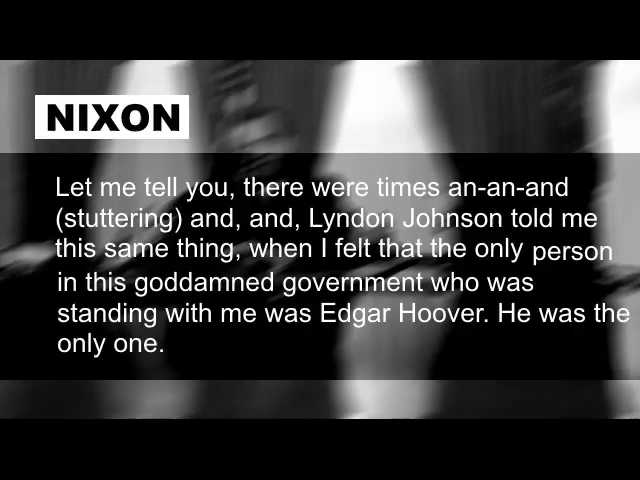 NIXON
Let me tell you, there were times an-an-and
(stuttering) and, and, Lyndon Johnson told me
this same thing, when I felt that the only person
in this goddamned government who was
standing with me was Edgar Hoover. He was the
only one.